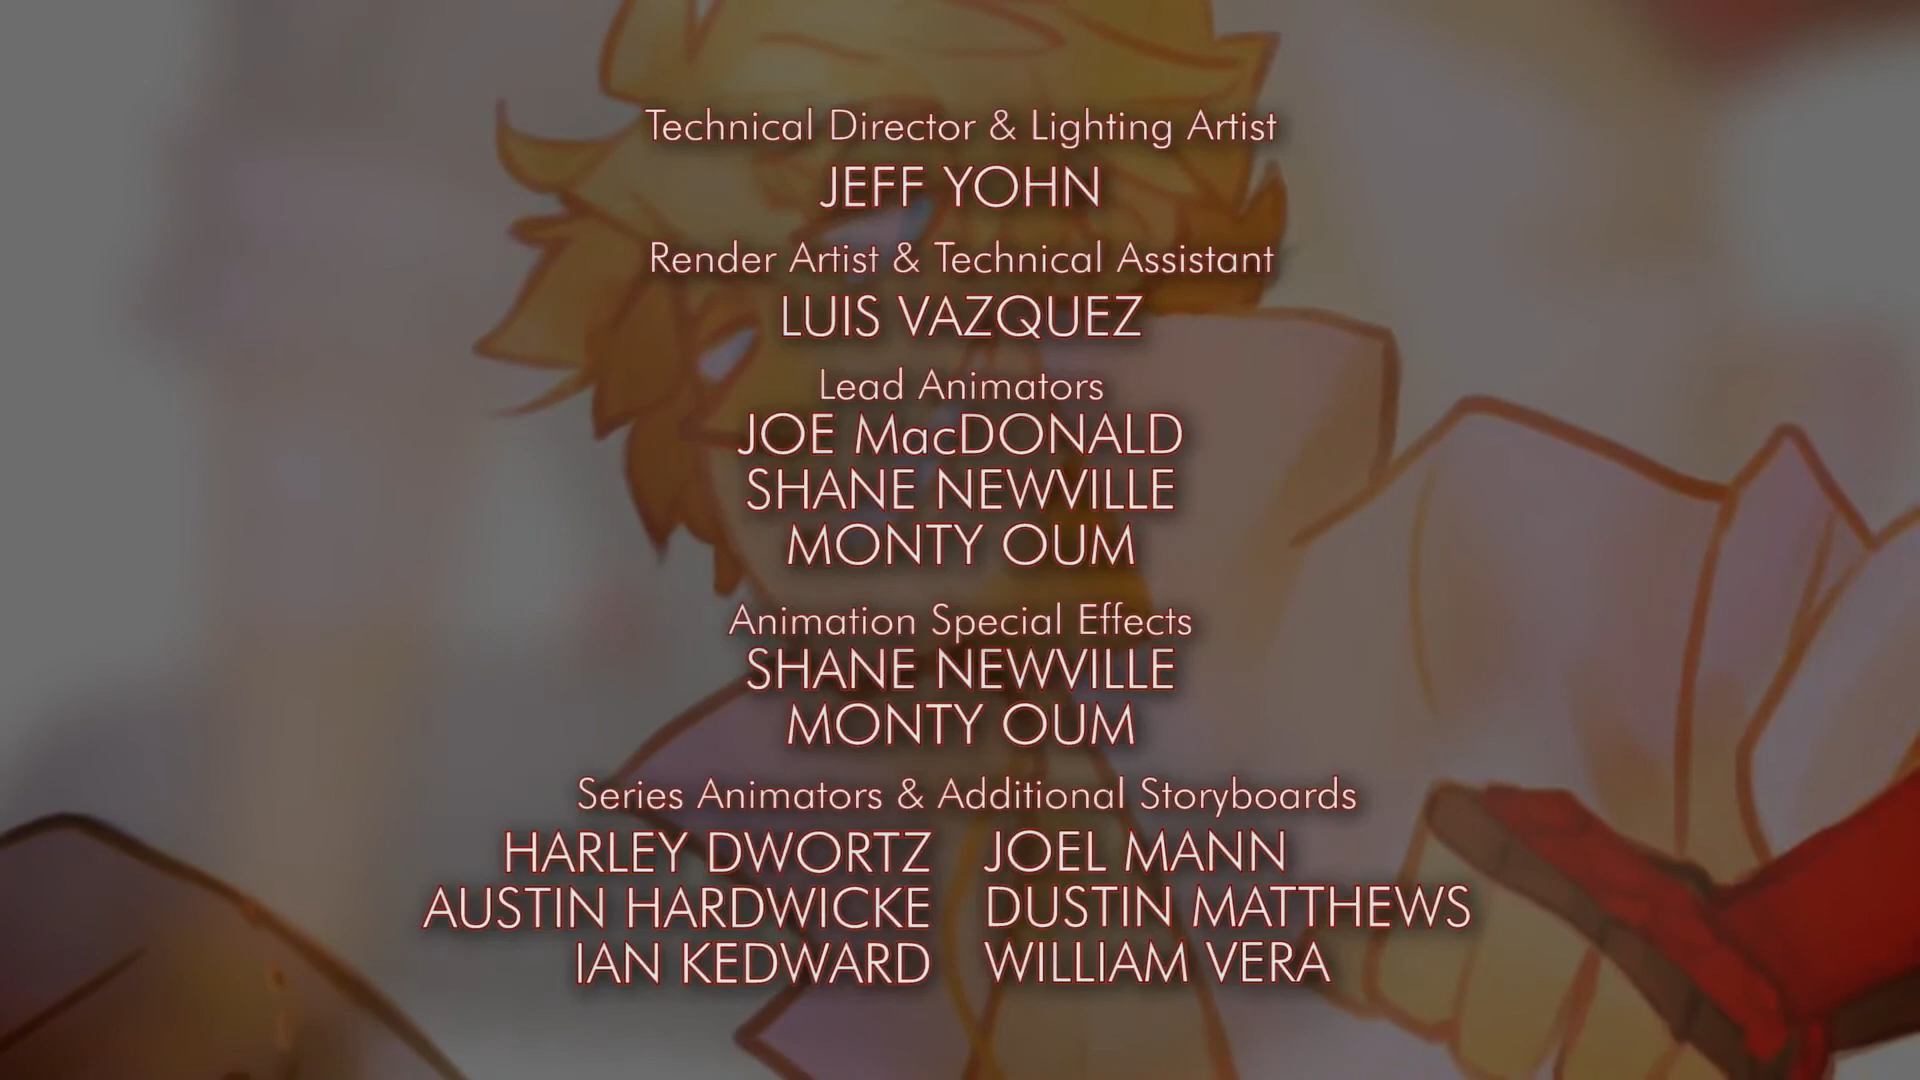 Technical Director & Lighting Artist
JEFF YOHN
Render Artist & Technical Assistant
LUIS VAZQUEZ
Lead Animators
JOE MacDONALD
SHANE NEWVILLE
MONTY OUM
Animation Special Effects
SHANE NEWVILLE
MONTY OUM
Series Animators & Additional Storyboards
HARLEY DWORTZ JOEL MANN
AUSTIN HARDWICKE DUSTIN MATTHEWS
IAN KEDWARD WILLIAM VERA